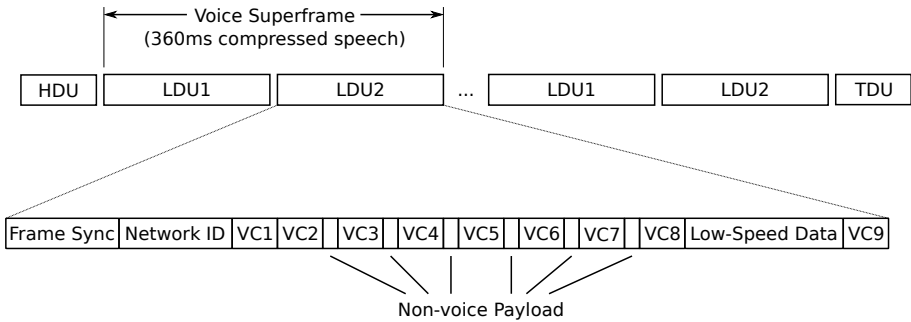 Voice Superframe
(360ms compressed speech)
HDU LDU1 LDU2 ... LDU1 LDU2 TDU
Frame Sync Network ID VC1 VC2 VC3 VC4 VC5 VC6 VC7 VC8 Low-Speed Data VC9
Non-voice Payload